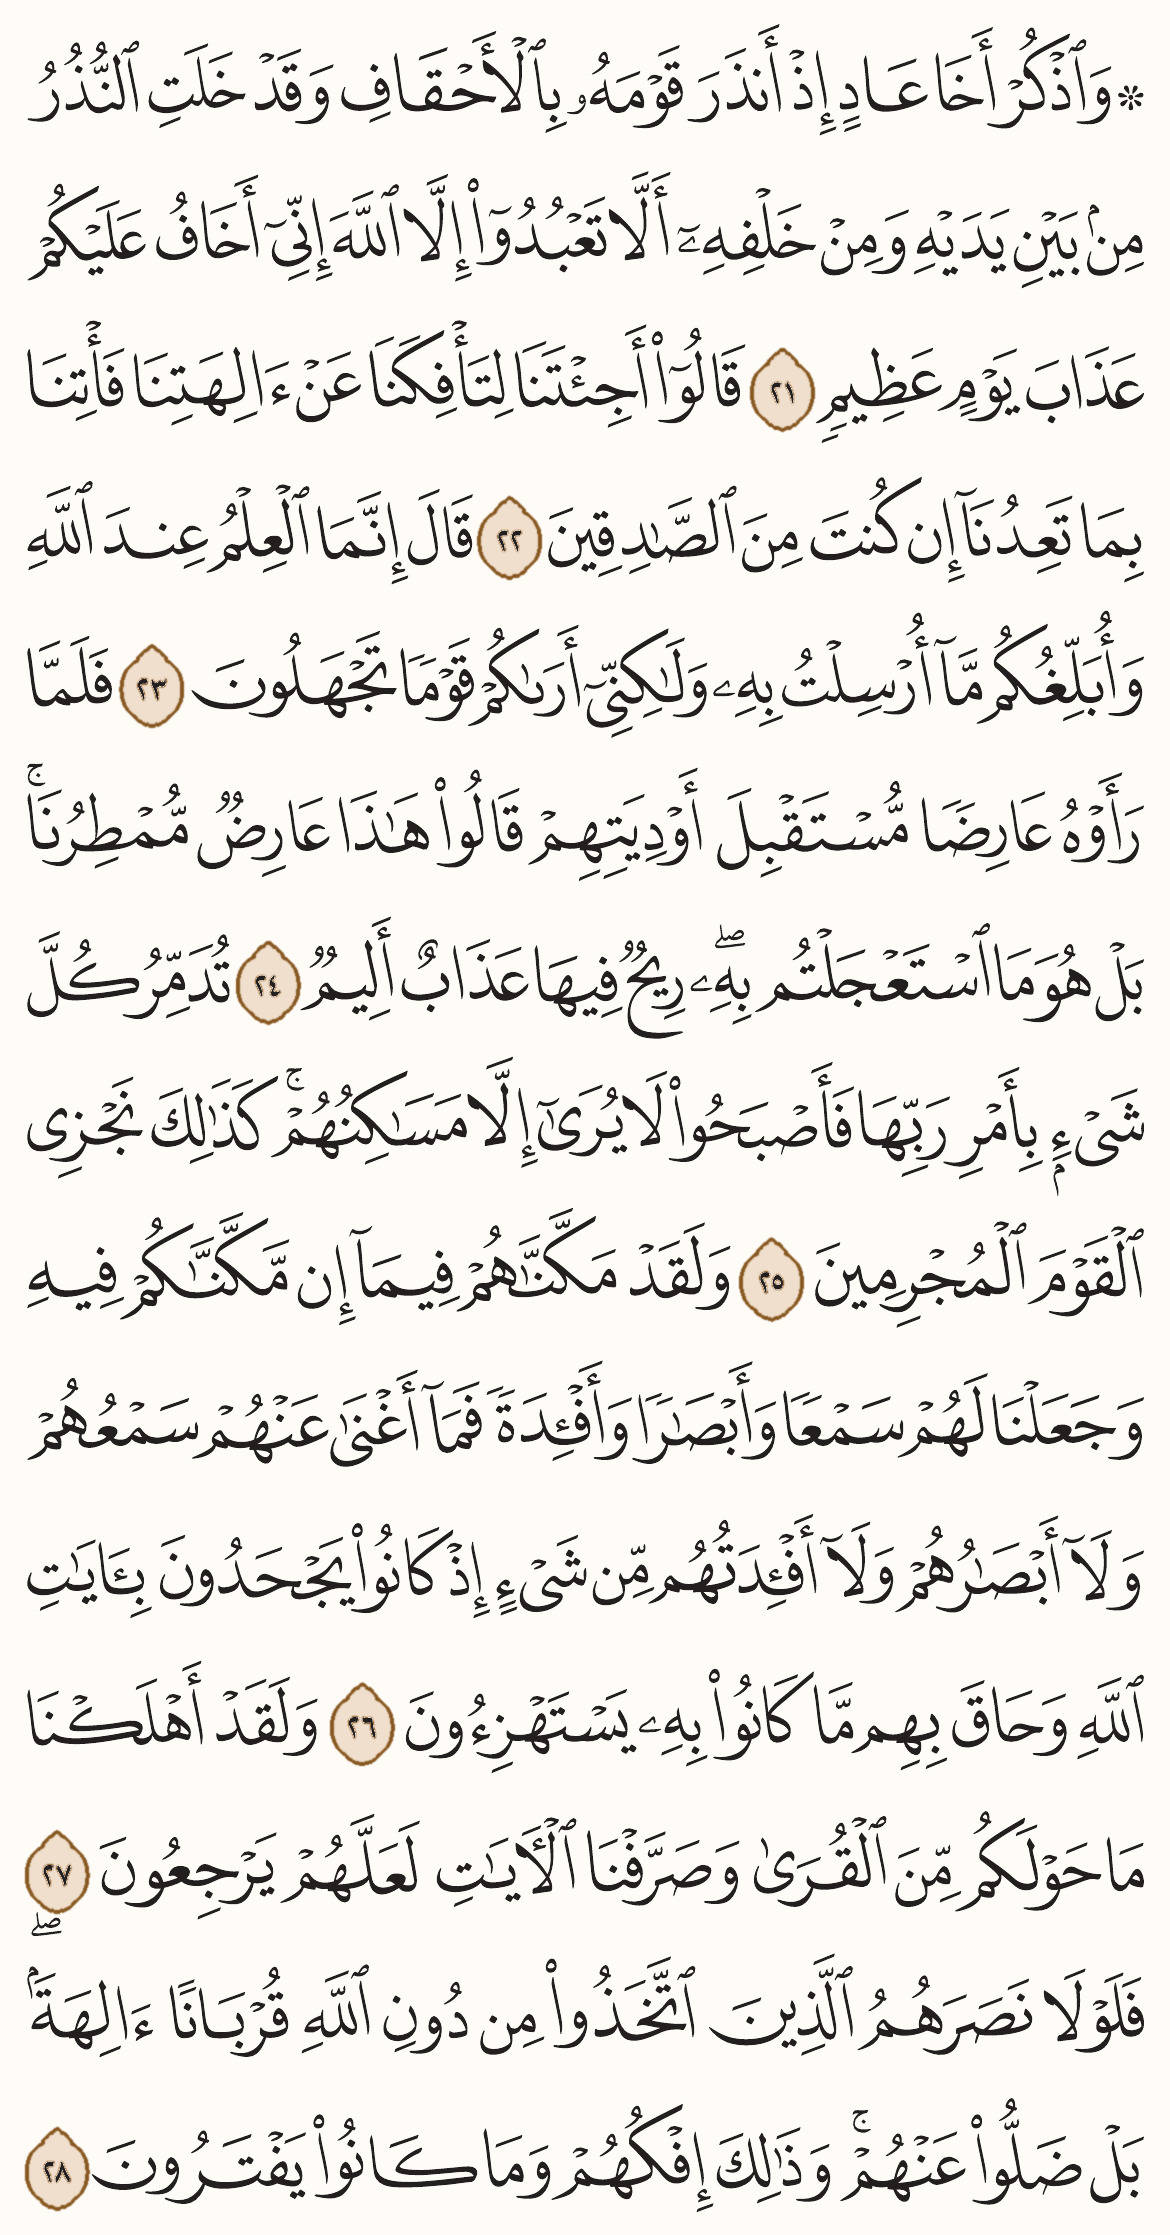 ۞ وَٱذْكُرْ أَخَا عَادٍ إِذْ أَنذَرَ قَوْمَهُۥ بِٱلْأَحْقَافِ وَقَدْ خَلَتِ ٱلنُّذُرُ
مِنۢ بَيْنِ يَدَيْهِ وَمِنْ خَلْفِهِۦٓ أَلَّا تَعْبُدُوٓا۟ إِلَّا ٱللَّهَ إِنِّىٓ أَخَافُ عَلَيْكُمْ
عَذَابَ يَوْمٍ عَظِيمٍ ٢١ قَالُوٓا۟ أَجِئْتَنَا لِتَأْفِكَنَا عَنْ ءَالِهَتِنَا فَأْتِنَا
بِمَا تَعِدُنَآ إِن كُنتَ مِنَ ٱلصَّـٰدِقِينَ ٢٢ قَالَ إِنَّمَا ٱلْعِلْمُ عِندَ ٱللَّهِ
وَأُبَلِّغُكُم مَّآ أُرْسِلْتُ بِهِۦ وَلَـٰكِنِّىٓ أَرَىٰكُمْ قَوْمًا تَجْهَلُونَ ٢٣ فَلَمَّا
رَأَوْهُ عَارِضًا مُّسْتَقْبِلَ أَوْدِيَتِهِمْ قَالُوا۟ هَـٰذَا عَارِضٌ مُّمْطِرُنَا ۚ
بَلْ هُوَ مَا ٱسْتَعْجَلْتُم بِهِۦ ۖ رِيحٌ فِيهَا عَذَابٌ أَلِيمٌ ٢٤ تُدَمِّرُ كُلَّ
شَىْءٍۭ بِأَمْرِ رَبِّهَا فَأَصْبَحُوا۟ لَا يُرَىٰٓ إِلَّا مَسَـٰكِنُهُمْ ۚ كَذَٰلِكَ نَجْزِى
ٱلْقَوْمَ ٱلْمُجْرِمِينَ ٢٥ وَلَقَدْ مَكَّنَّـٰهُمْ فِيمَآ إِن مَّكَّنَّـٰكُمْ فِيهِ
وَجَعَلْنَا لَهُمْ سَمْعًا وَأَبْصَـٰرًا وَأَفْـِٔدَةً فَمَآ أَغْنَىٰ عَنْهُمْ سَمْعُهُمْ
وَلَآ أَبْصَـٰرُهُمْ وَلَآ أَفْـِٔدَتُهُم مِّن شَىْءٍ إِذْ كَانُوا۟ يَجْحَدُونَ بِـَٔايَـٰتِ
ٱللَّهِ وَحَاقَ بِهِم مَّا كَانُوا۟ بِهِۦ يَسْتَهْزِءُونَ ٢٦ وَلَقَدْ أَهْلَكْنَا
مَا حَوْلَكُم مِّنَ ٱلْقُرَىٰ وَصَرَّفْنَا ٱلْـَٔايَـٰتِ لَعَلَّهُمْ يَرْجِعُونَ ٢٧
فَلَوْلَا نَصَرَهُمُ ٱلَّذِينَ ٱتَّخَذُوا۟ مِن دُونِ ٱللَّهِ قُرْبَانًا ءَالِهَةًۢ ۖ
بَلْ ضَلُّوا۟ عَنْهُمْ ۚ وَذَٰلِكَ إِفْكُهُمْ وَمَا كَانُوا۟ يَفْتَرُونَ ٢٨